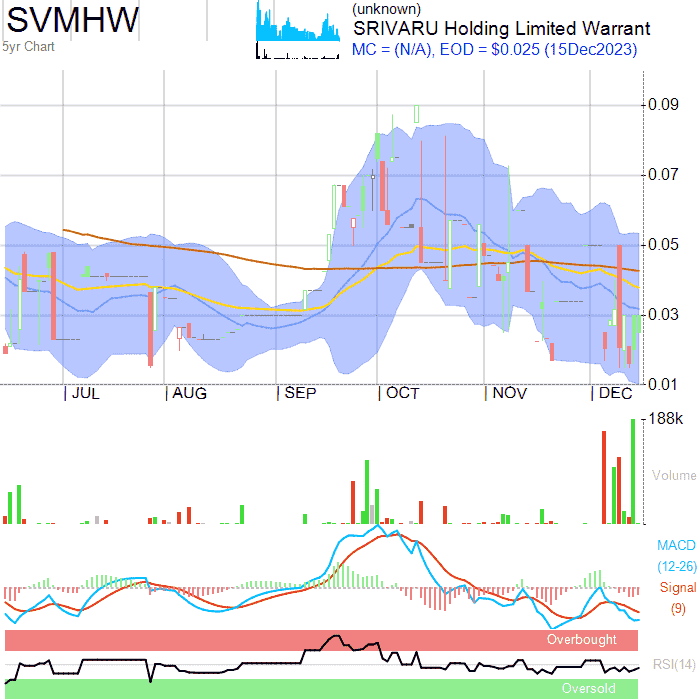 SVMHW
5yr Chart
(unknown)
SRIVARU Holding Limited Warrant
MC = (N/A), EOD = $0.025 (15Dec2023)
0.09
0.07
0.05
0.03
0.01
JUL
AUG
SEP
OCT
NOV
DEC
188k
Volume
MACD
(12-26)
Signal
(9)
Overbought
RSI(14)
Oversold